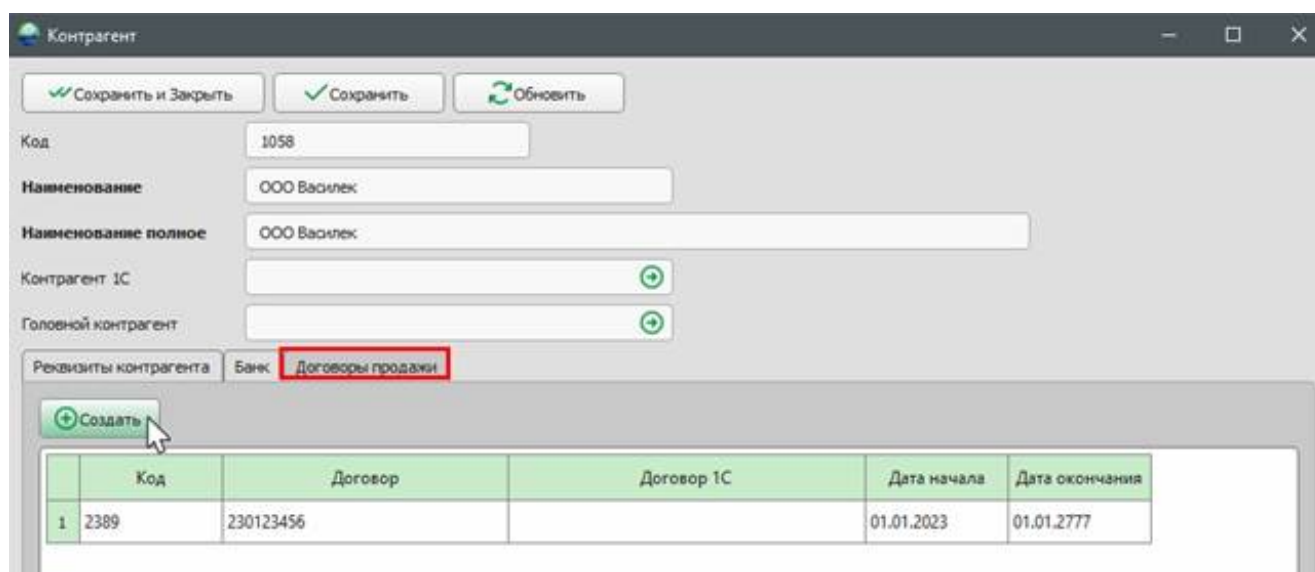 Контрагент
Сохранить и Закрыть Сохранить Обновить
Код 1058
Наименование ООО Василек
Наименование полное ООО Василек
Контрагент 1С
Головной контрагент
Реквизиты контрагента Банк Договоры продажи
Создать
Код Договор Договор 1С Дата начала Дата окончания
1 2389 230123456 01.01.2023 01.01.2777